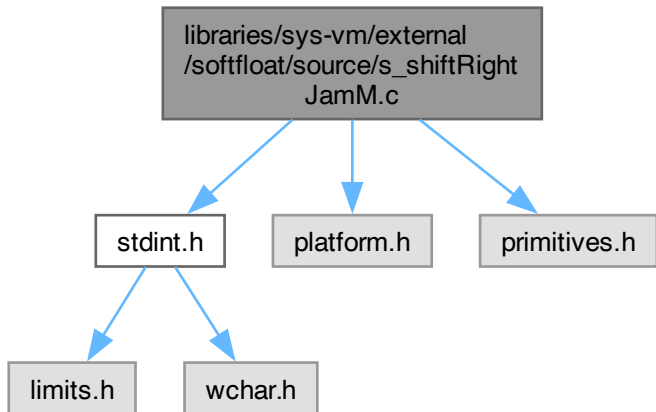 libraries/sys-vm/external
/softfloat/source/s_shiftRight
JamM.c
stdint.h
platform.h
primitives.h
limits.h
wchar.h